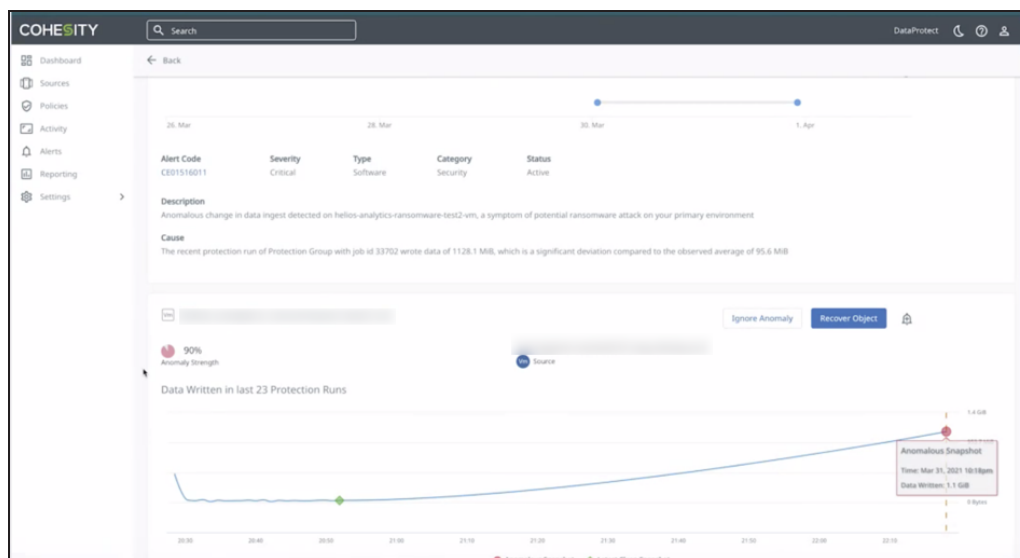 COHESITY
Search
DataProtect
Dashboard
Sources
Policies
Activity
Alerts
Reporting
Settings
Back
26. Mar 28. Mar 30. Mar 1. Apr
Alert Code Severity Type Category Status
CE01516011 Critical Software Security Active
Description
Anomalous change in data ingest detected on helios-analytics-ransomware-test2-vm, a symptom of potential ransomware attack on your primary environment
Cause
The recent protection run of Protection Group with job id 33702 wrote data of 1128.1 MiB, which is a significant deviation compared to the observed average of 95.6 MiB
Ignore Anomaly Recover Object
90%
Anomaly Strength
Vm Source
Data Written in last 23 Protection Runs
1.4 GiB
Anomalous Snapshot
Time: Mar 31, 2021 10:18pm
Data Written: 1.1 GiB
0 Bytes
20:30 20:40 20:50 21:00 21:10 21:20 21:30 21:40 21:50 22:00 22:10